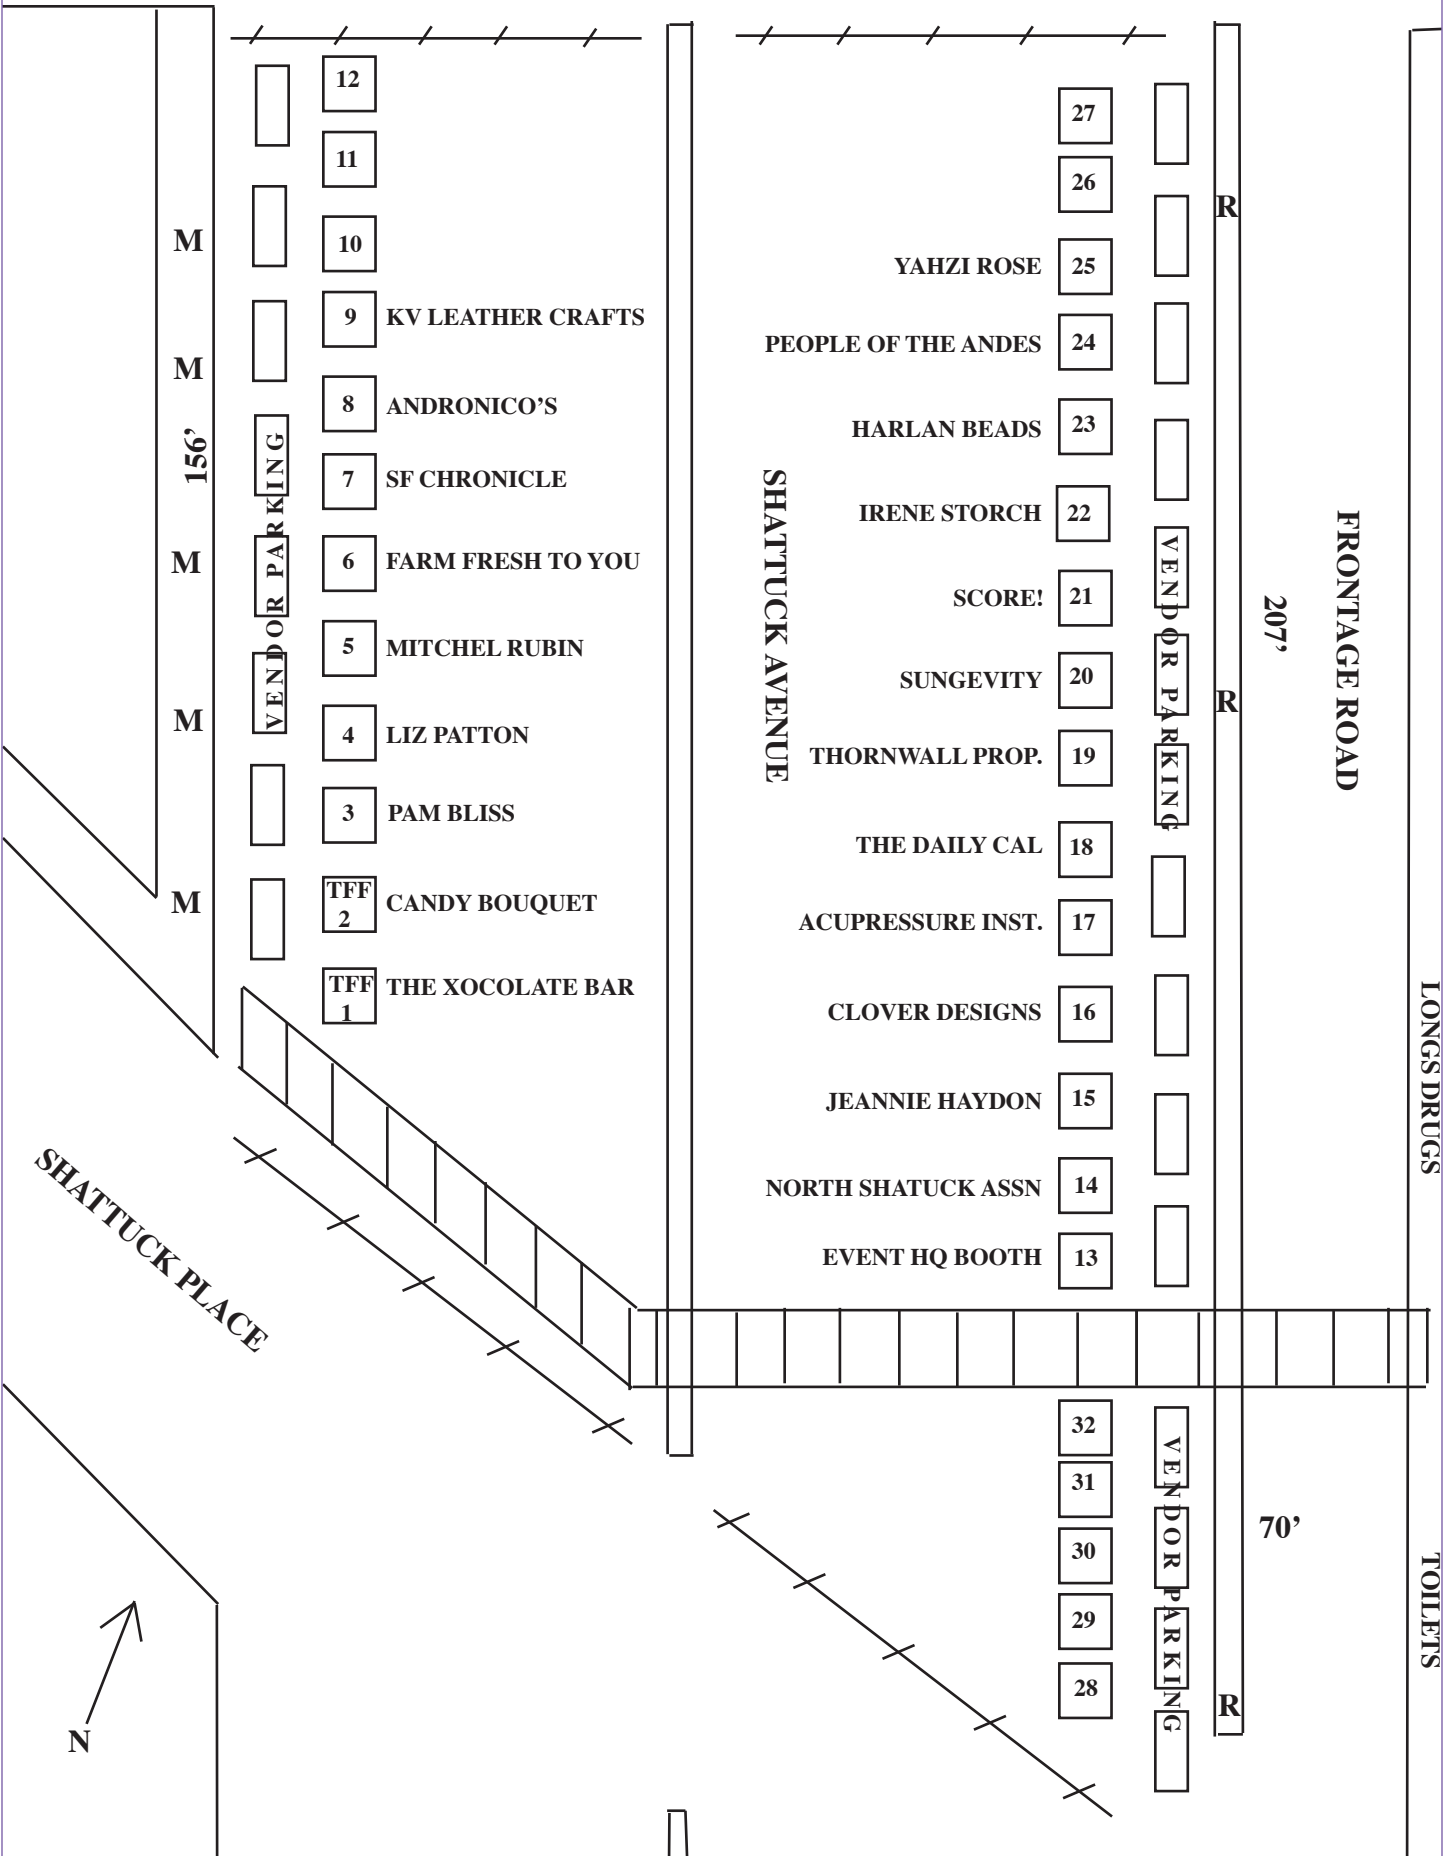 12
11
10
9 KV LEATHER CRAFTS
8 ANDRONICO’S
7 SF CHRONICLE
6 FARM FRESH TO YOU
5 MITCHEL RUBIN
4 LIZ PATTON
3 PAM BLISS
TFF
2
CANDY BOUQUET
TFF
1
THE XOCOLATE BAR
M
M
M
M
M
156’
VENDOR PARKING
SHATTUCK AVENUE
27
26
YAHZI ROSE 25
PEOPLE OF THE ANDES 24
HARLAN BEADS 23
IRENE STORCH 22
SCORE! 21
SUNGEVITY 20
THORNWALL PROP. 19
THE DAILY CAL 18
ACUPRESSURE INST. 17
CLOVER DESIGNS 16
JEANNIE HAYDON 15
NORTH SHATUCK ASSN 14
EVENT HQ BOOTH 13
VENDOR PARKING
R
R
207’
FRONTAGE ROAD
LONGS DRUGS
SHATTUCK PLACE
32
31
30
29
28
VENDOR PARKING
R
70’
TOILETS
N